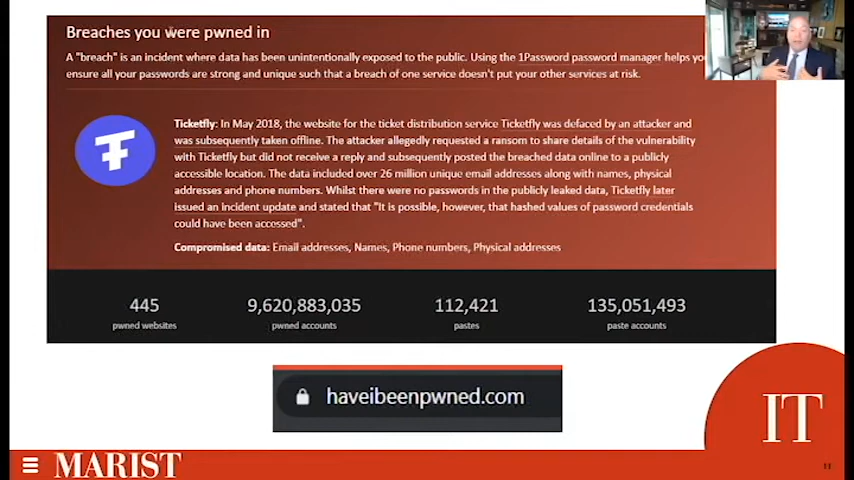 Breaches you were pwned in
A "breach" is an incident where data has been unintentionally exposed to the public. Using the 1Password password manager helps you
ensure all your passwords are strong and unique such that a breach of one service doesn't put your other services at risk.
Ticketfly: In May 2018, the website for the ticket distribution service Ticketfly was defaced by an attacker and
was subsequently taken offline. The attacker allegedly requested a ransom to share details of the vulnerability
with Ticketfly but did not receive a reply and subsequently posted the breached data online to a publicly
accessible location. The data included over 26 million unique email addresses along with names, physical
addresses and phone numbers. Whilst there were no passwords in the publicly leaked data, Ticketfly later
issued an incident update and stated that "It is possible, however, that hashed values of password credentials
could have been accessed".
Compromised data: Email addresses, Names, Phone numbers, Physical addresses
445 9,620,883,035 112,421 135,051,493
pwned websites pwned accounts pastes paste accounts
haveibeenpwned.com
IT
MARIST
11